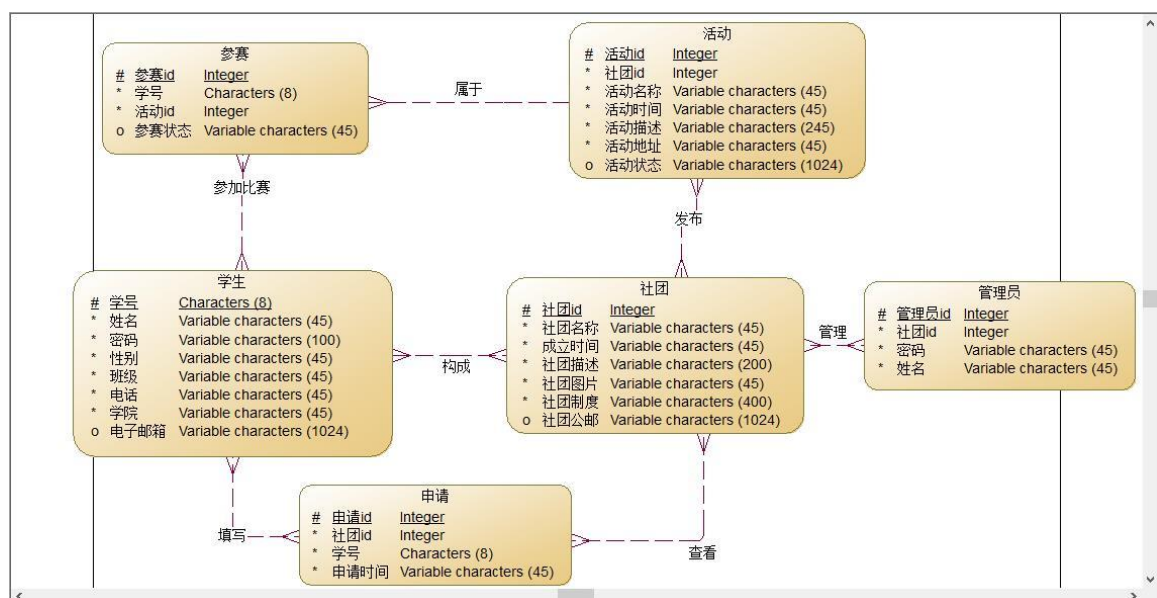 参赛
# 参赛id Integer
* 学号 Characters (8)
* 活动id Integer
o 参赛状态 Variable characters (45)
属于
活动
# 活动id Integer
* 社团id Integer
* 活动名称 Variable characters (45)
* 活动时间 Variable characters (45)
* 活动描述 Variable characters (245)
* 活动地址 Variable characters (45)
o 活动状态 Variable characters (1024)
参加比赛
发布
学生
# 学号 Characters (8)
* 姓名 Variable characters (45)
* 密码 Variable characters (100)
* 性别 Variable characters (45)
* 班级 Variable characters (45)
* 电话 Variable characters (45)
* 学院 Variable characters (45)
o 电子邮箱 Variable characters (1024)
构成
社团
# 社团id Integer
* 社团名称 Variable characters (45)
* 成立时间 Variable characters (45)
* 社团描述 Variable characters (200)
* 社团图片 Variable characters (45)
* 社团制度 Variable characters (400)
o 社团公邮 Variable characters (1024)
管理
管理员
# 管理员id Integer
* 社团id Integer
* 密码 Variable characters (45)
* 姓名 Variable characters (45)
填写
申请
# 申请id Integer
* 社团id Integer
* 学号 Characters (8)
* 申请时间 Variable characters (45)
查看